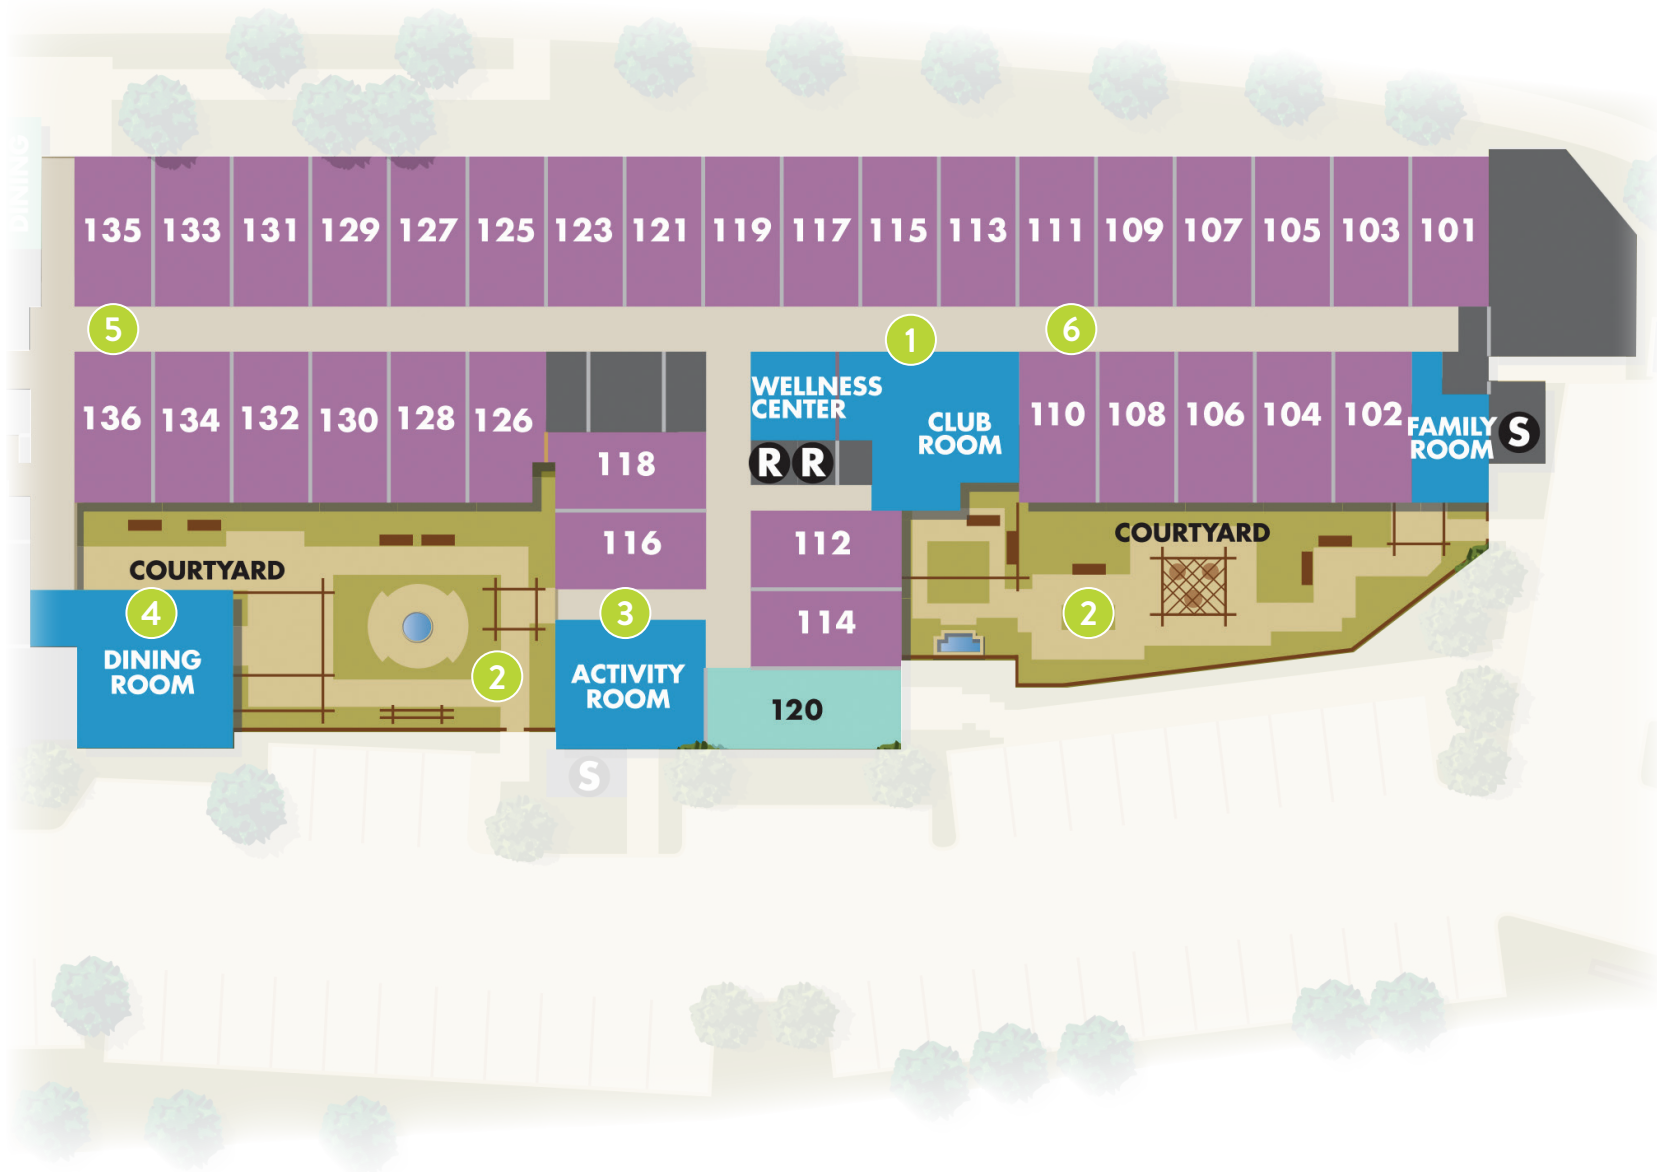 DINING
135 133 131 129 127 125 123 121 119 117 115 113 111 109 107 105 103 101
5
1
6
136 134 132 130 128 126
WELLNESS
CENTER
CLUB
ROOM
110 108 106 104 102
FAMILY
ROOM
S
118
R R
116
112
COURTYARD
COURTYARD
4
3
114
2
DINING
ROOM
2
ACTIVITY
ROOM
120
S